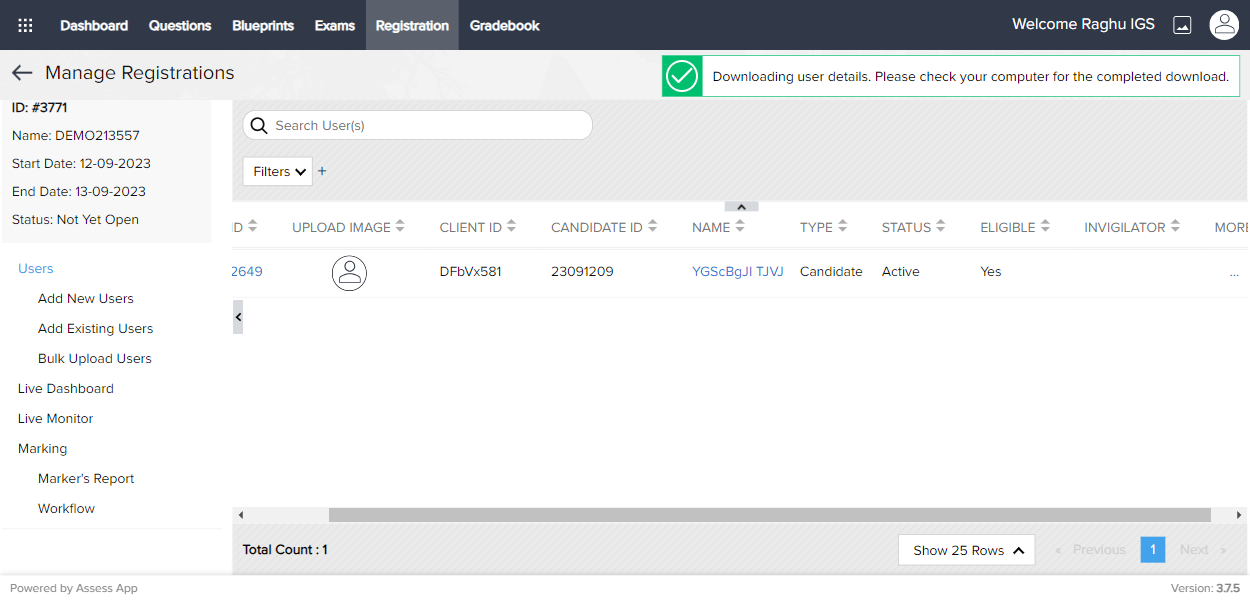 Dashboard Questions Blueprints Exams Registration Gradebook Welcome Raghu IGS
Manage Registrations
Downloading user details. Please check your computer for the completed download.
ID: #3771
Name: DEMO213557
Start Date: 12-09-2023
End Date: 13-09-2023
Status: Not Yet Open
Users
Add New Users
Add Existing Users
Bulk Upload Users
Live Dashboard
Live Monitor
Marking
Marker's Report
Workflow
Search User(s)
Filters +
ID UPLOAD IMAGE CLIENT ID CANDIDATE ID NAME TYPE STATUS ELIGIBLE INVIGILATOR MORE
2649 DFbVx581 23091209 YGScBgJI TJVJ Candidate Active Yes ...
Total Count : 1 Show 25 Rows « Previous 1 Next »
Powered by Assess App Version: 3.7.5